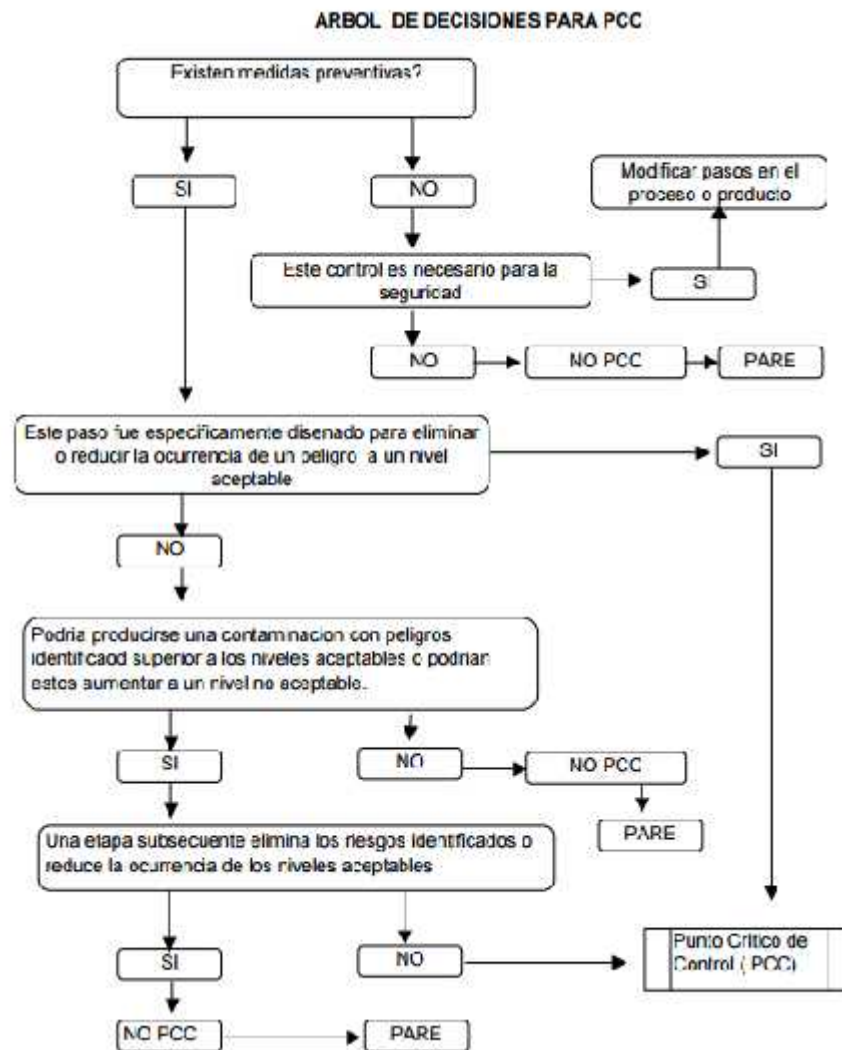 ARBOL DE DECISIONES PARA PCC
Existen medidas preventivas?
SI
NO
Modificar pasos en el
proceso o producto
Este control es necesario para la
seguridad
SI
NO
NO PCC
PARE
Este paso fue especificamente disenado para eliminar
o reducir la ocurrencia de un peligro a un nivel
aceptable
SI
NO
Podria producirse una contaminacion con peligros
identificaod superior a los niveles aceptables o podrian
estos aumentar a un nivel no aceptable.
SI
NO
NO PCC
PARE
Una etapa subsecuente elimina los riesgos identificados o
reduce la ocurrencia de los niveles aceptables
SI
NO
Punto Critico de
Control ( PCC)
NO PCC
PARE